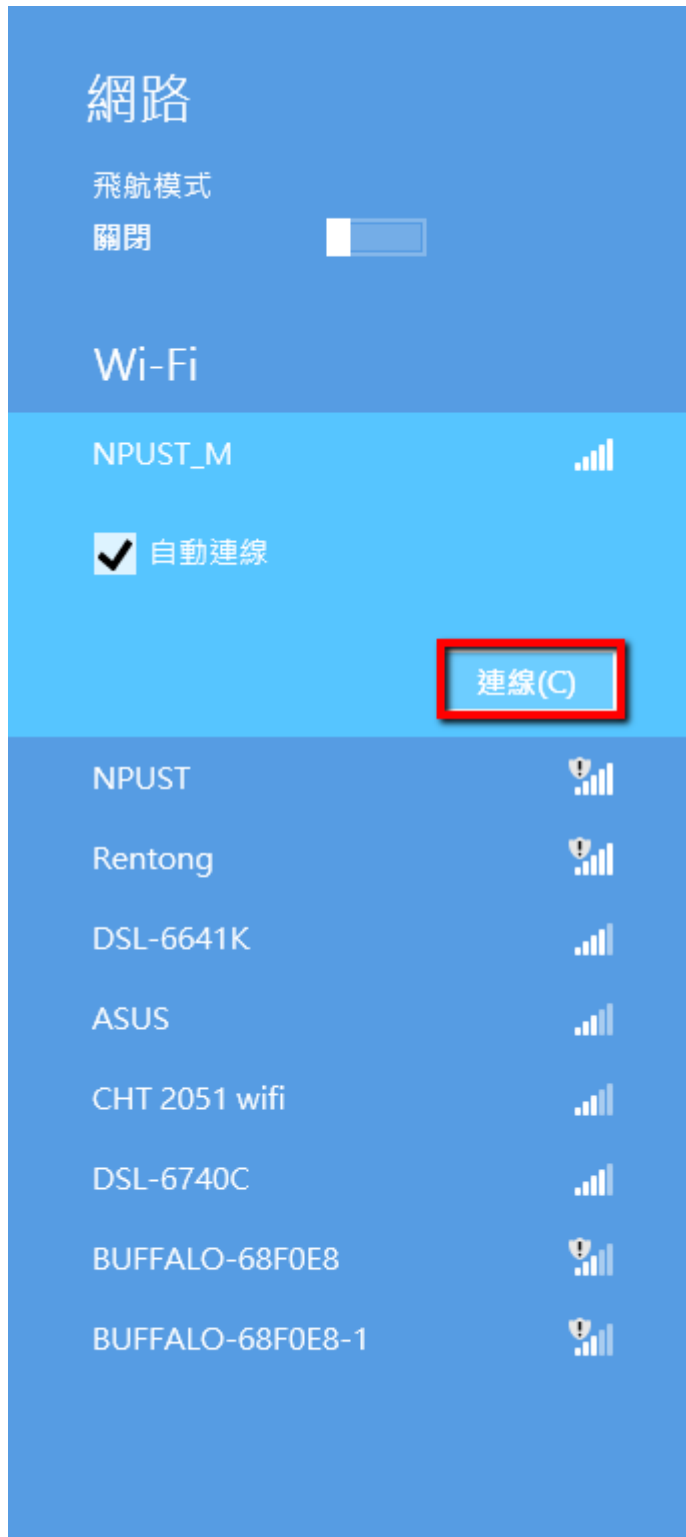 網路
飛航模式
關閉
Wi-Fi
NPUST_M
自動連線
連線(C)
NPUST
Rentong
DSL-6641K
ASUS
CHT 2051 wifi
DSL-6740C
BUFFALO-68F0E8
BUFFALO-68F0E8-1